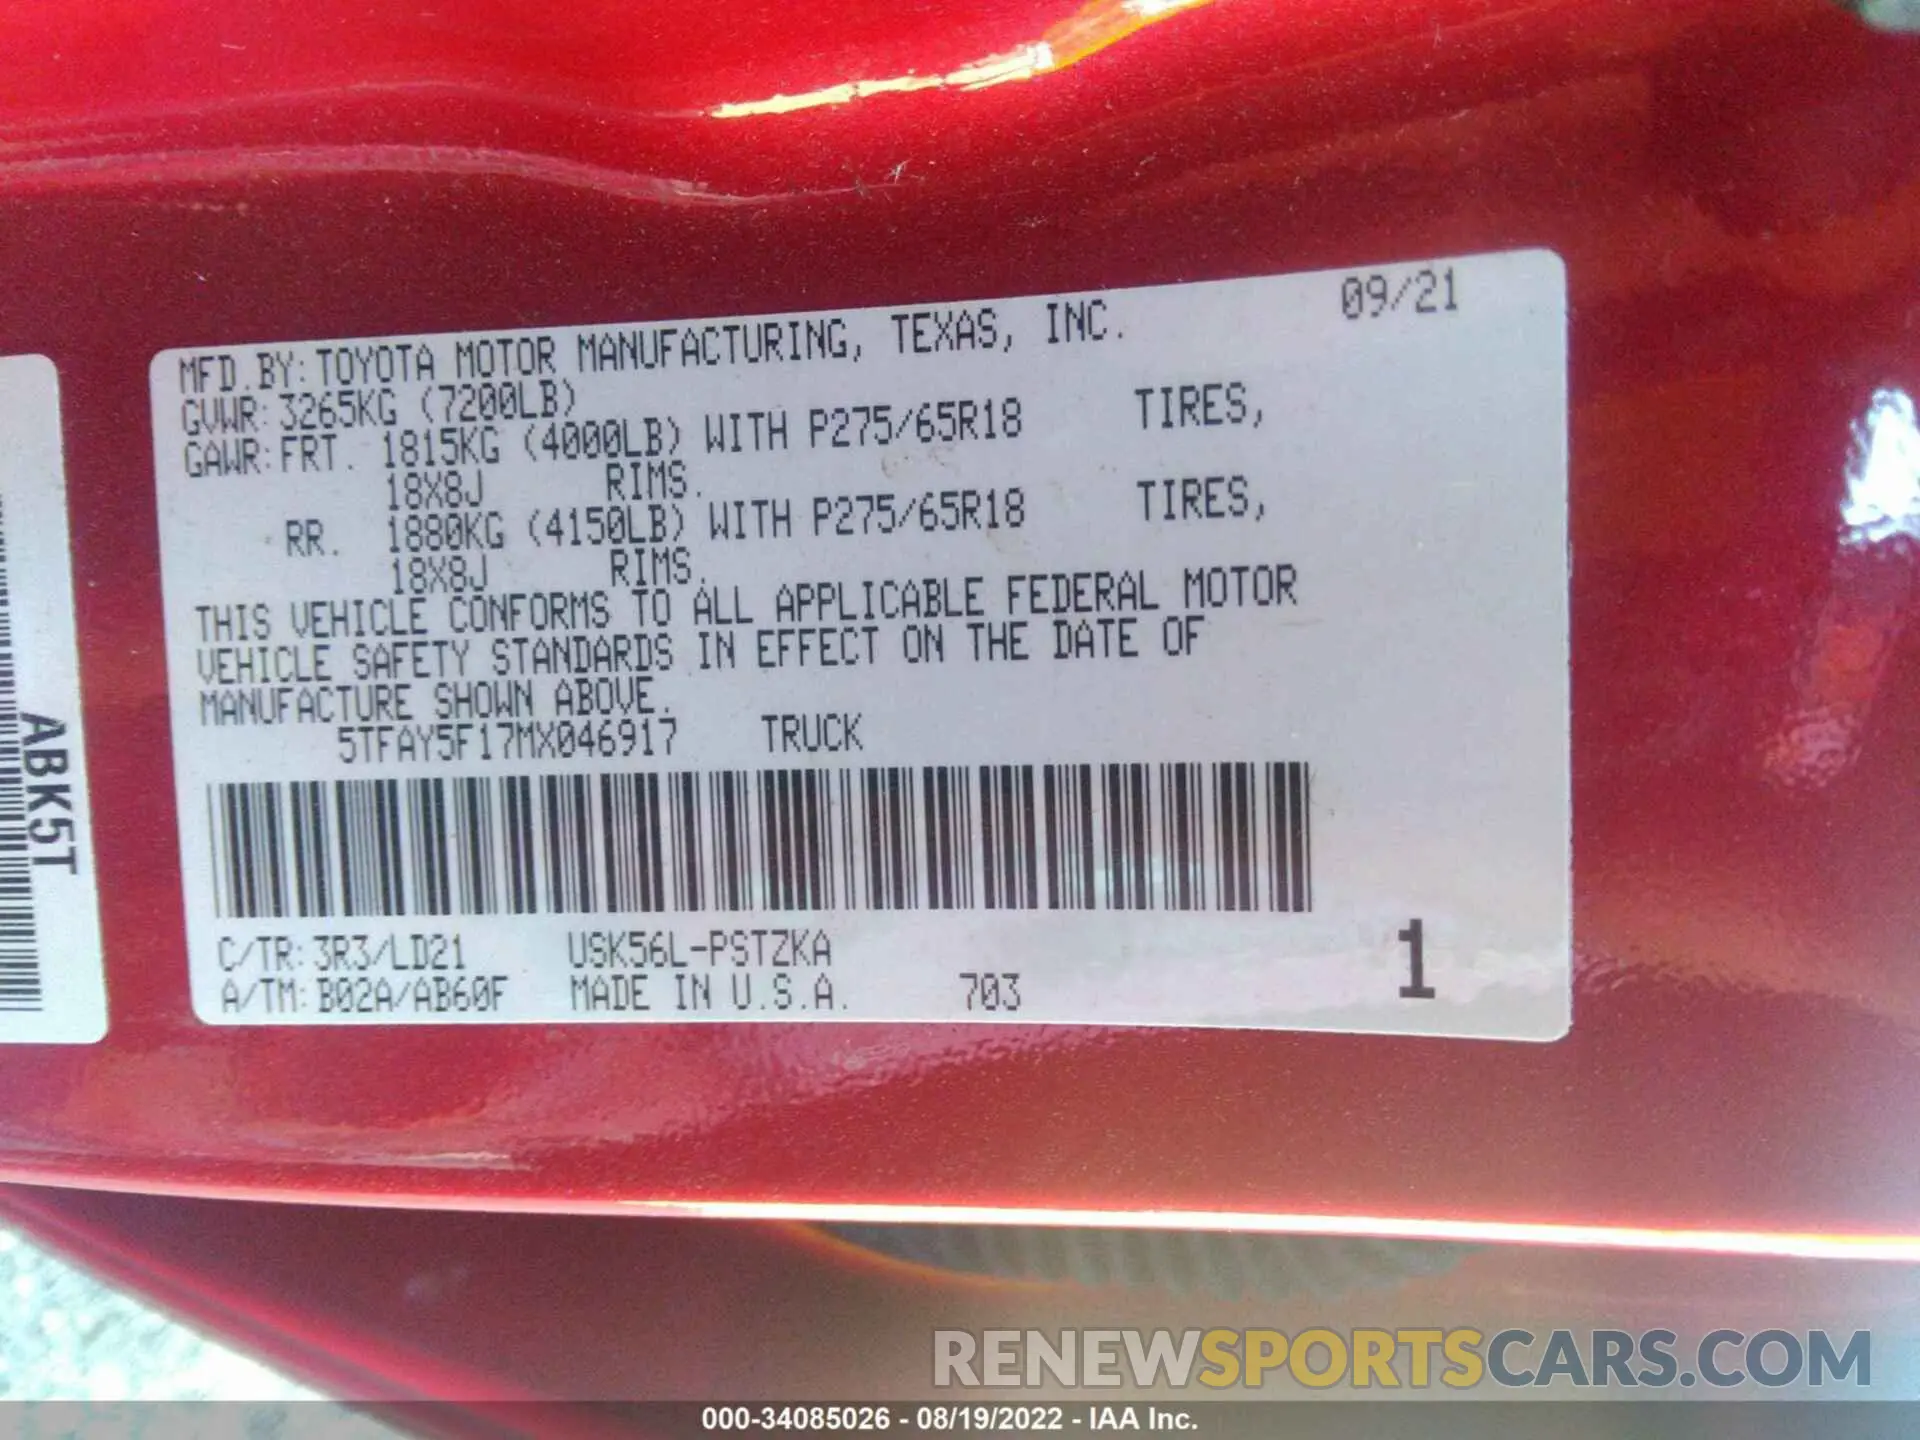 MFD. BY: TOYOTA MOTOR MANUFACTURING, TEXAS, INC. 09/21
GVWR: 3265KG (7200LB)
GAWR: FRT. 1815KG (4000LB) WITH P275/65R18 TIRES,
18X8J RIMS.
RR. 1880KG (4150LB) WITH P275/65R18 TIRES,
18X8J RIMS.
THIS VEHICLE CONFORMS TO ALL APPLICABLE FEDERAL MOTOR
VEHICLE SAFETY STANDARDS IN EFFECT ON THE DATE OF
MANUFACTURE SHOWN ABOVE.
5TFAY5F17MX046917 TRUCK
C/TR: 3R3/LD21 USK56L-PSTZKA
A/TM: B02A/AB60F MADE IN U.S.A. 703 1
ABK5T
RENEWSPORTSCARS.COM
000-34085026 - 08/19/2022 - IAA Inc.